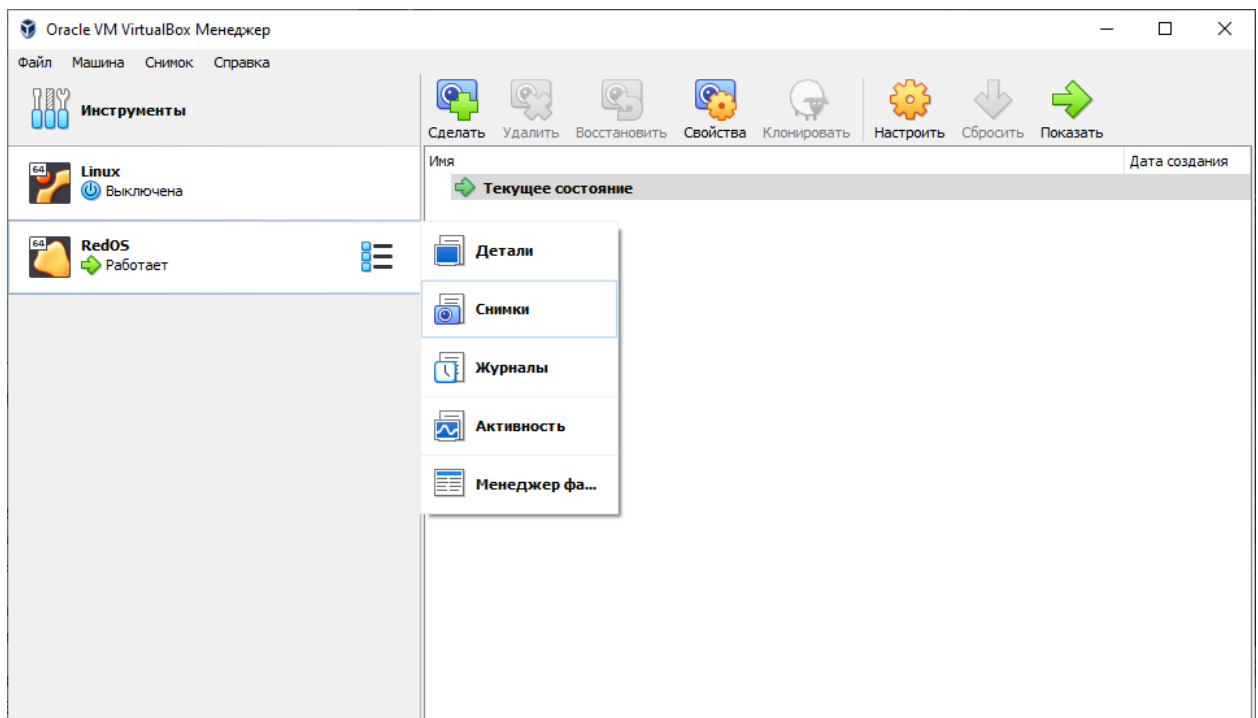 Oracle VM VirtualBox Менеджер
Файл Машина Снимок Справка
Инструменты
Сделать Удалить Восстановить Свойства Клонировать Настроить Сбросить Показать
Имя Дата создания
Текущее состояние
64 Linux
Выключена
64 RedOS
Работает
Детали
Снимки
Журналы
Активность
Менеджер фа...